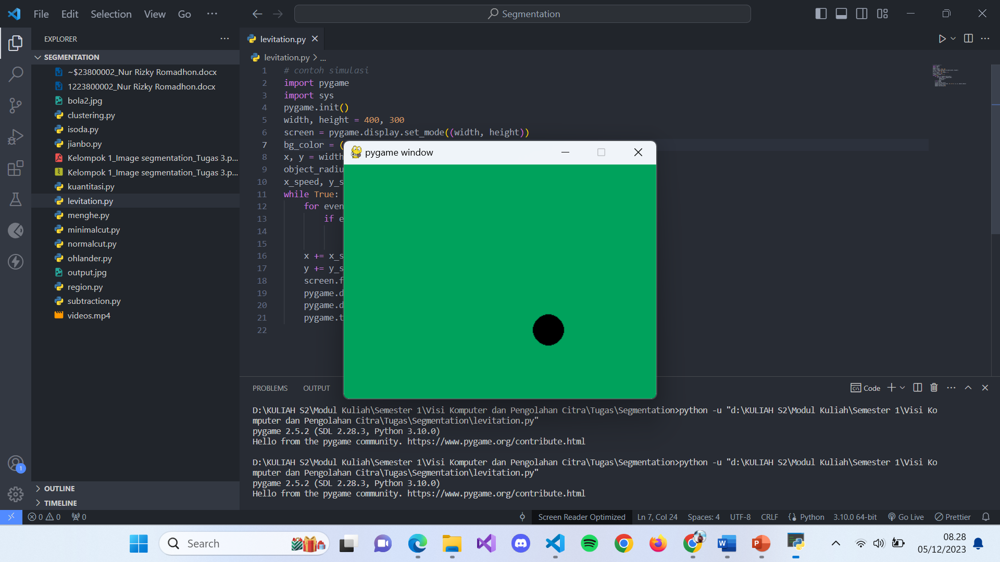 File Edit Selection View Go ···
Segmentation
EXPLORER
SEGMENTATION
~$23800002_Nur Rizky Romadhon.docx
1223800002_Nur Rizky Romadhon.docx
bola2.jpg
clustering.py
isoda.py
jianbo.py
Kelompok 1_Image segmentation_Tugas 3.p...
Kelompok 1_Image segmentation_Tugas 3.p...
kuantitasi.py
levitation.py
menghe.py
minimalcut.py
normalcut.py
ohlander.py
output.jpg
region.py
subtraction.py
videos.mp4
OUTLINE
TIMELINE
levitation.py
levitation.py > ...
1 # contoh simulasi
2 import pygame
3 import sys
4 pygame.init()
5 width, height = 400, 300
6 screen = pygame.display.set_mode((width, height))
7 bg_color = (
8 x, y = width
9 object_radiu
10 x_speed, y_s
11 while True:
12 for even
13 if e
14
15
16 x += x_s
17 y += y_s
18 screen.f
19 pygame.d
20 pygame.d
21 pygame.t
22
pygame window
PROBLEMS OUTPUT
Code
D:\KULIAH S2\Modul Kuliah\Semester 1\Visi Komputer dan Pengolahan Citra\Tugas\Segmentation>python -u "d:\KULIAH S2\Modul Kuliah\Semester 1\Visi Ko
mputer dan Pengolahan Citra\Tugas\Segmentation\levitation.py"
pygame 2.5.2 (SDL 2.28.3, Python 3.10.0)
Hello from the pygame community. https://www.pygame.org/contribute.html
D:\KULIAH S2\Modul Kuliah\Semester 1\Visi Komputer dan Pengolahan Citra\Tugas\Segmentation>python -u "d:\KULIAH S2\Modul Kuliah\Semester 1\Visi Ko
mputer dan Pengolahan Citra\Tugas\Segmentation\levitation.py"
pygame 2.5.2 (SDL 2.28.3, Python 3.10.0)
Hello from the pygame community. https://www.pygame.org/contribute.html
1
0 0 0 Screen Reader Optimized Ln 7, Col 24 Spaces: 4 UTF-8 CRLF Python 3.10.0 64-bit Go Live Prettier
Search
08.28
05/12/2023